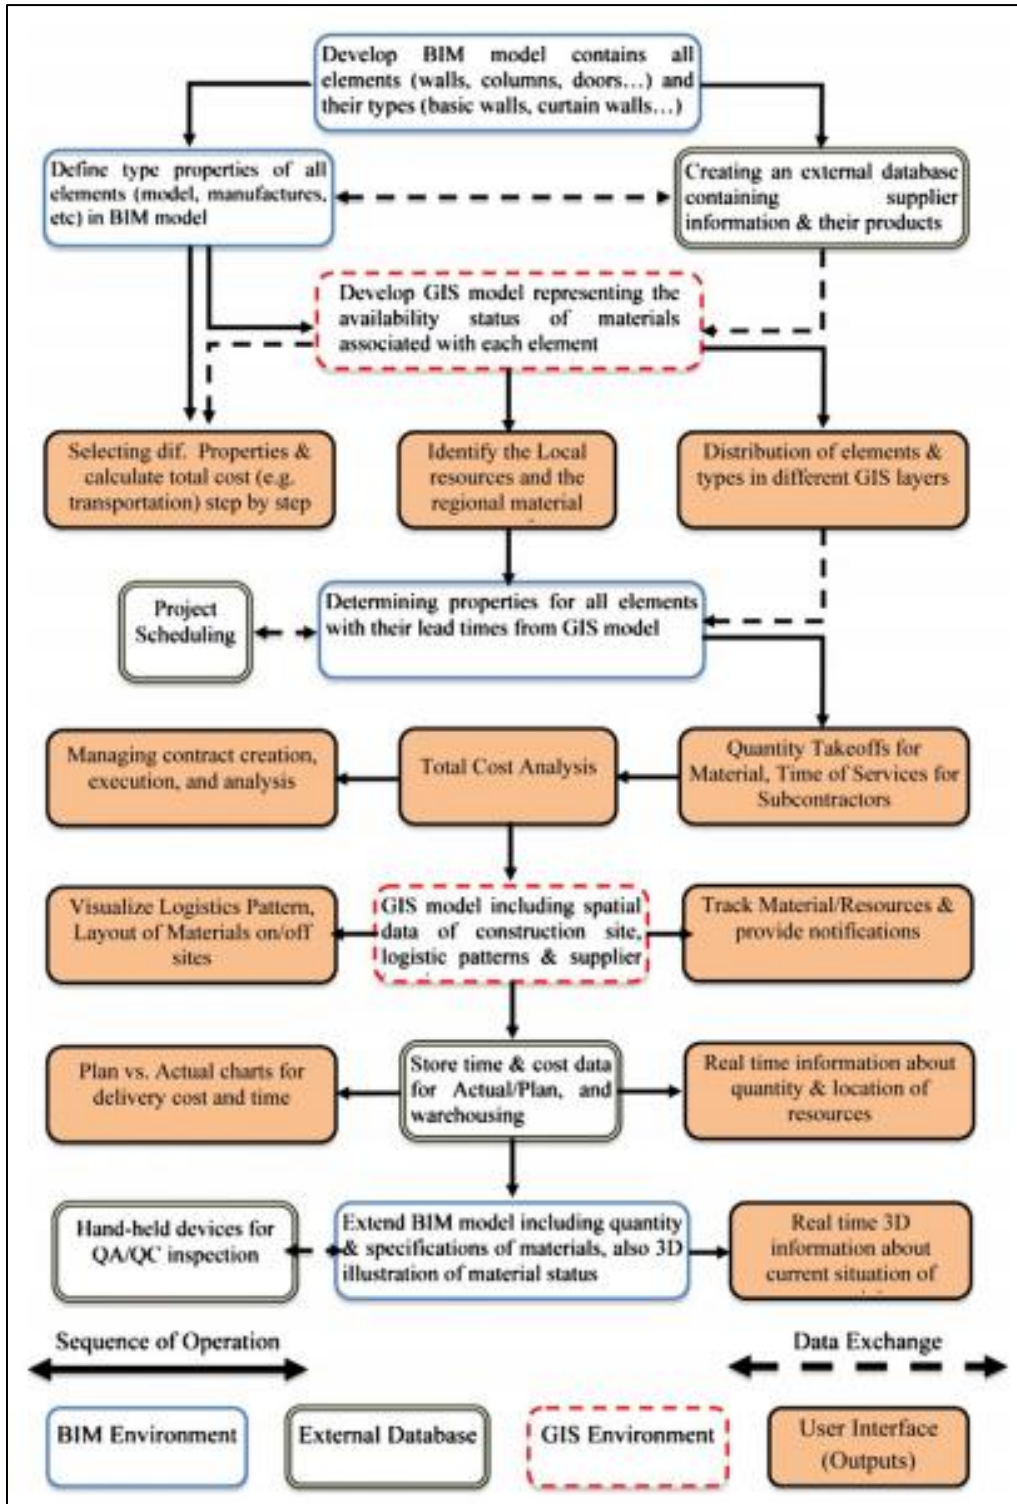 Develop BIM model contains all
elements (walls, columns, doors...) and
their types (basic walls, curtain walls...)
Define type properties of all
elements (model, manufactures,
etc) in BIM model
Creating an external database
containing supplier
information & their products
Develop GIS model representing the
availability status of materials
associated with each element
Selecting dif. Properties &
calculate total cost (e.g.
transportation) step by step
Identify the Local
resources and the
regional material
Distribution of elements &
types in different GIS layers
Project
Scheduling
Determining properties for all elements
with their lead times from GIS model
Managing contract creation,
execution, and analysis
Total Cost Analysis
Quantity Takeoffs for
Material, Time of Services for
Subcontractors
Visualize Logistics Pattern,
Layout of Materials on/off
sites
GIS model including spatial
data of construction site,
logistic patterns & supplier
Track Material/Resources &
provide notifications
Plan vs. Actual charts for
delivery cost and time
Store time & cost data
for Actual/Plan, and
warehousing
Real time information about
quantity & location of
resources
Hand-held devices for
QA/QC inspection
Extend BIM model including quantity
& specifications of materials, also 3D
illustration of material status
Real time 3D
information about
current situation of
Sequence of Operation
Data Exchange
BIM Environment
External Database
GIS Environment
User Interface
(Outputs)